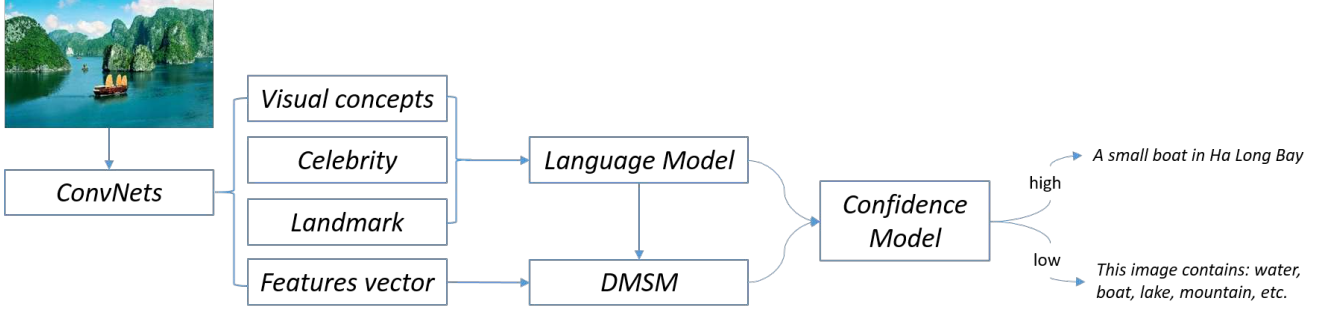 ConvNets
Visual concepts
Celebrity
Landmark
Features vector
Language Model
DMSM
Confidence
Model
high
A small boat in Ha Long Bay
low
This image contains: water,
boat, lake, mountain, etc.